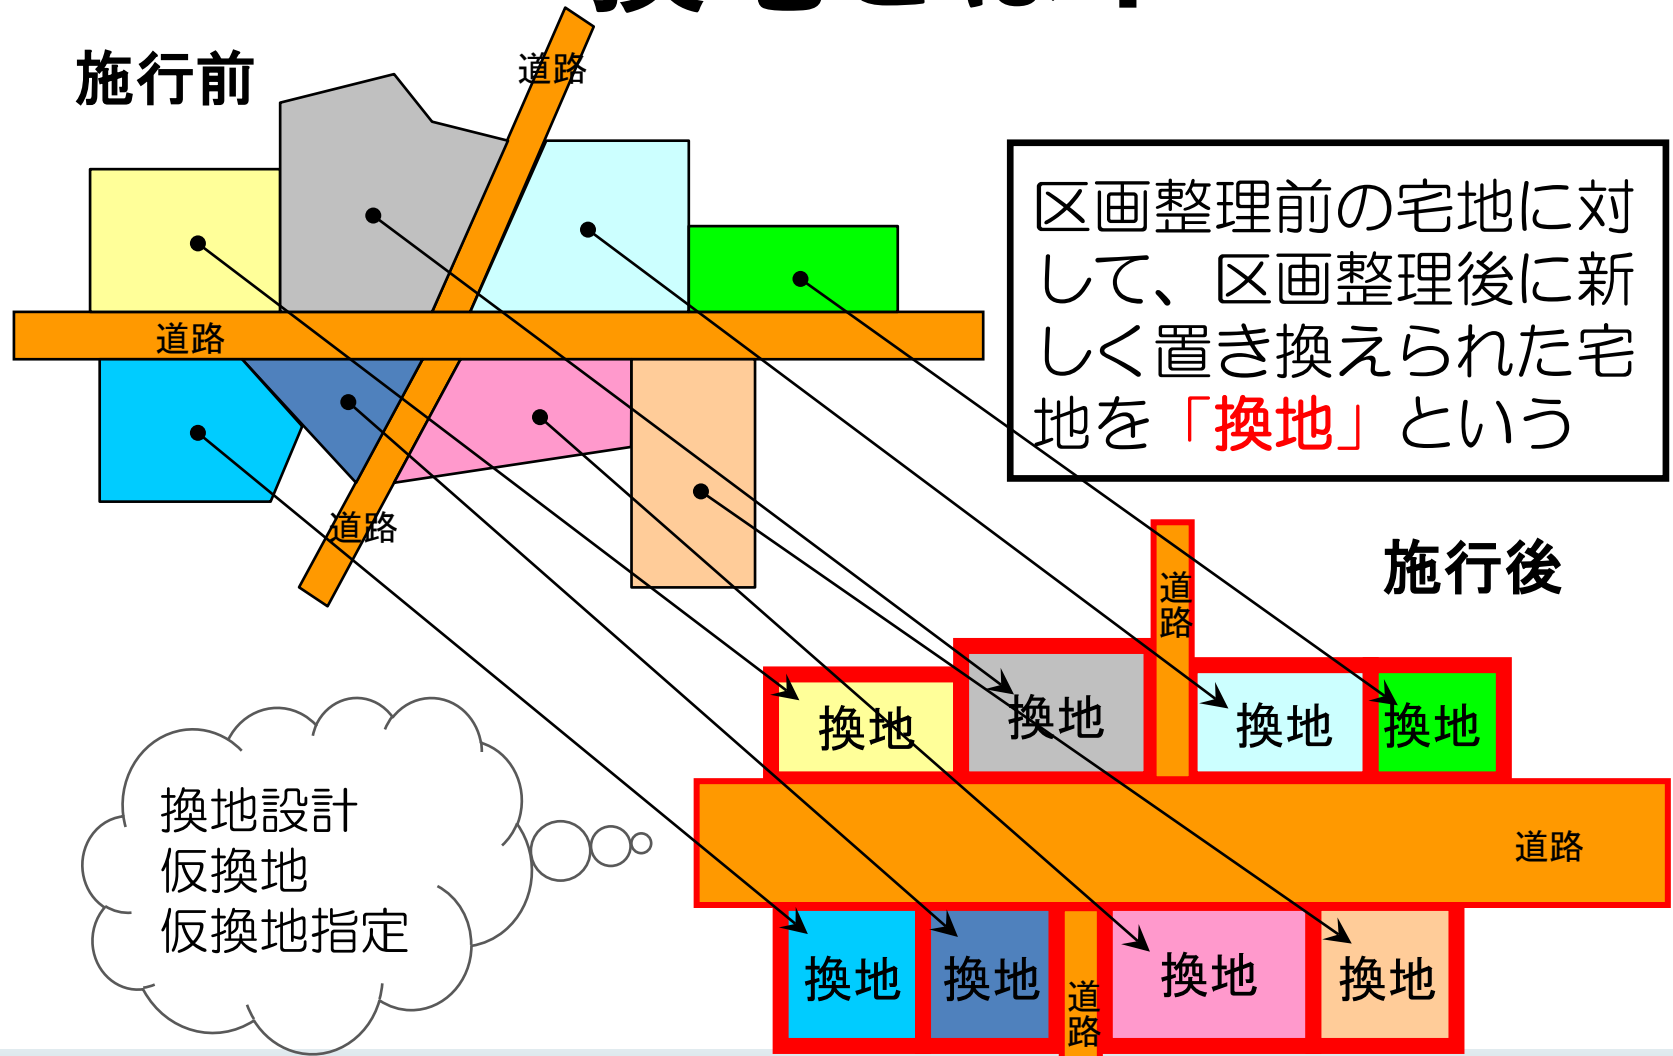 施行前
道路
区画整理前の宅地に対
して、区画整理後に新
しく置き換えられた宅
地を「換地」という
道路
道路
施行後
道路
換地
換地
換地
換地
換地設計
仮換地
仮換地指定
道路
換地
換地
換地
換地
道路